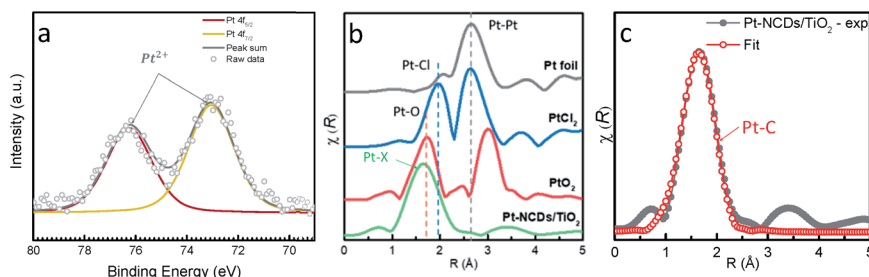 a
Pt 4f5/2
Pt 4f7/2
Peak sum
Raw data
Pt2+
Intensity (a.u.)
80 78 76 74 72 70
Binding Energy (eV)
b
Pt-Pt
Pt-Cl
Pt foil
Pt-O
PtCl2
Pt-X
PtO2
Pt-NCDs/TiO2
χ (R)
0 1 2 3 4 5
R (Å)
c
Pt-NCDs/TiO2 - exp
Fit
Pt-C
χ(R)
0 1 2 3 4 5
R (Å)